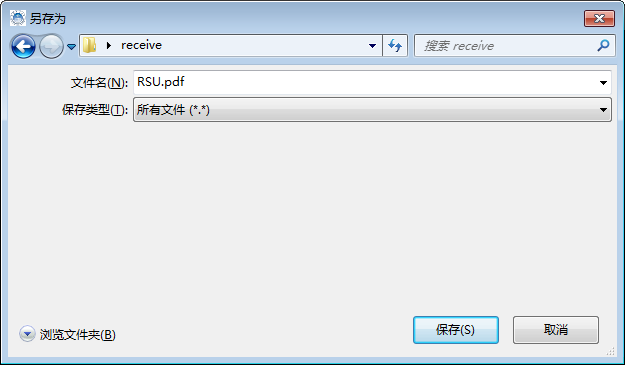 另存为
receive
搜索 receive
文件名(N): RSU.pdf
保存类型(T): 所有文件 (*.*)
浏览文件夹(B)
保存(S)
取消